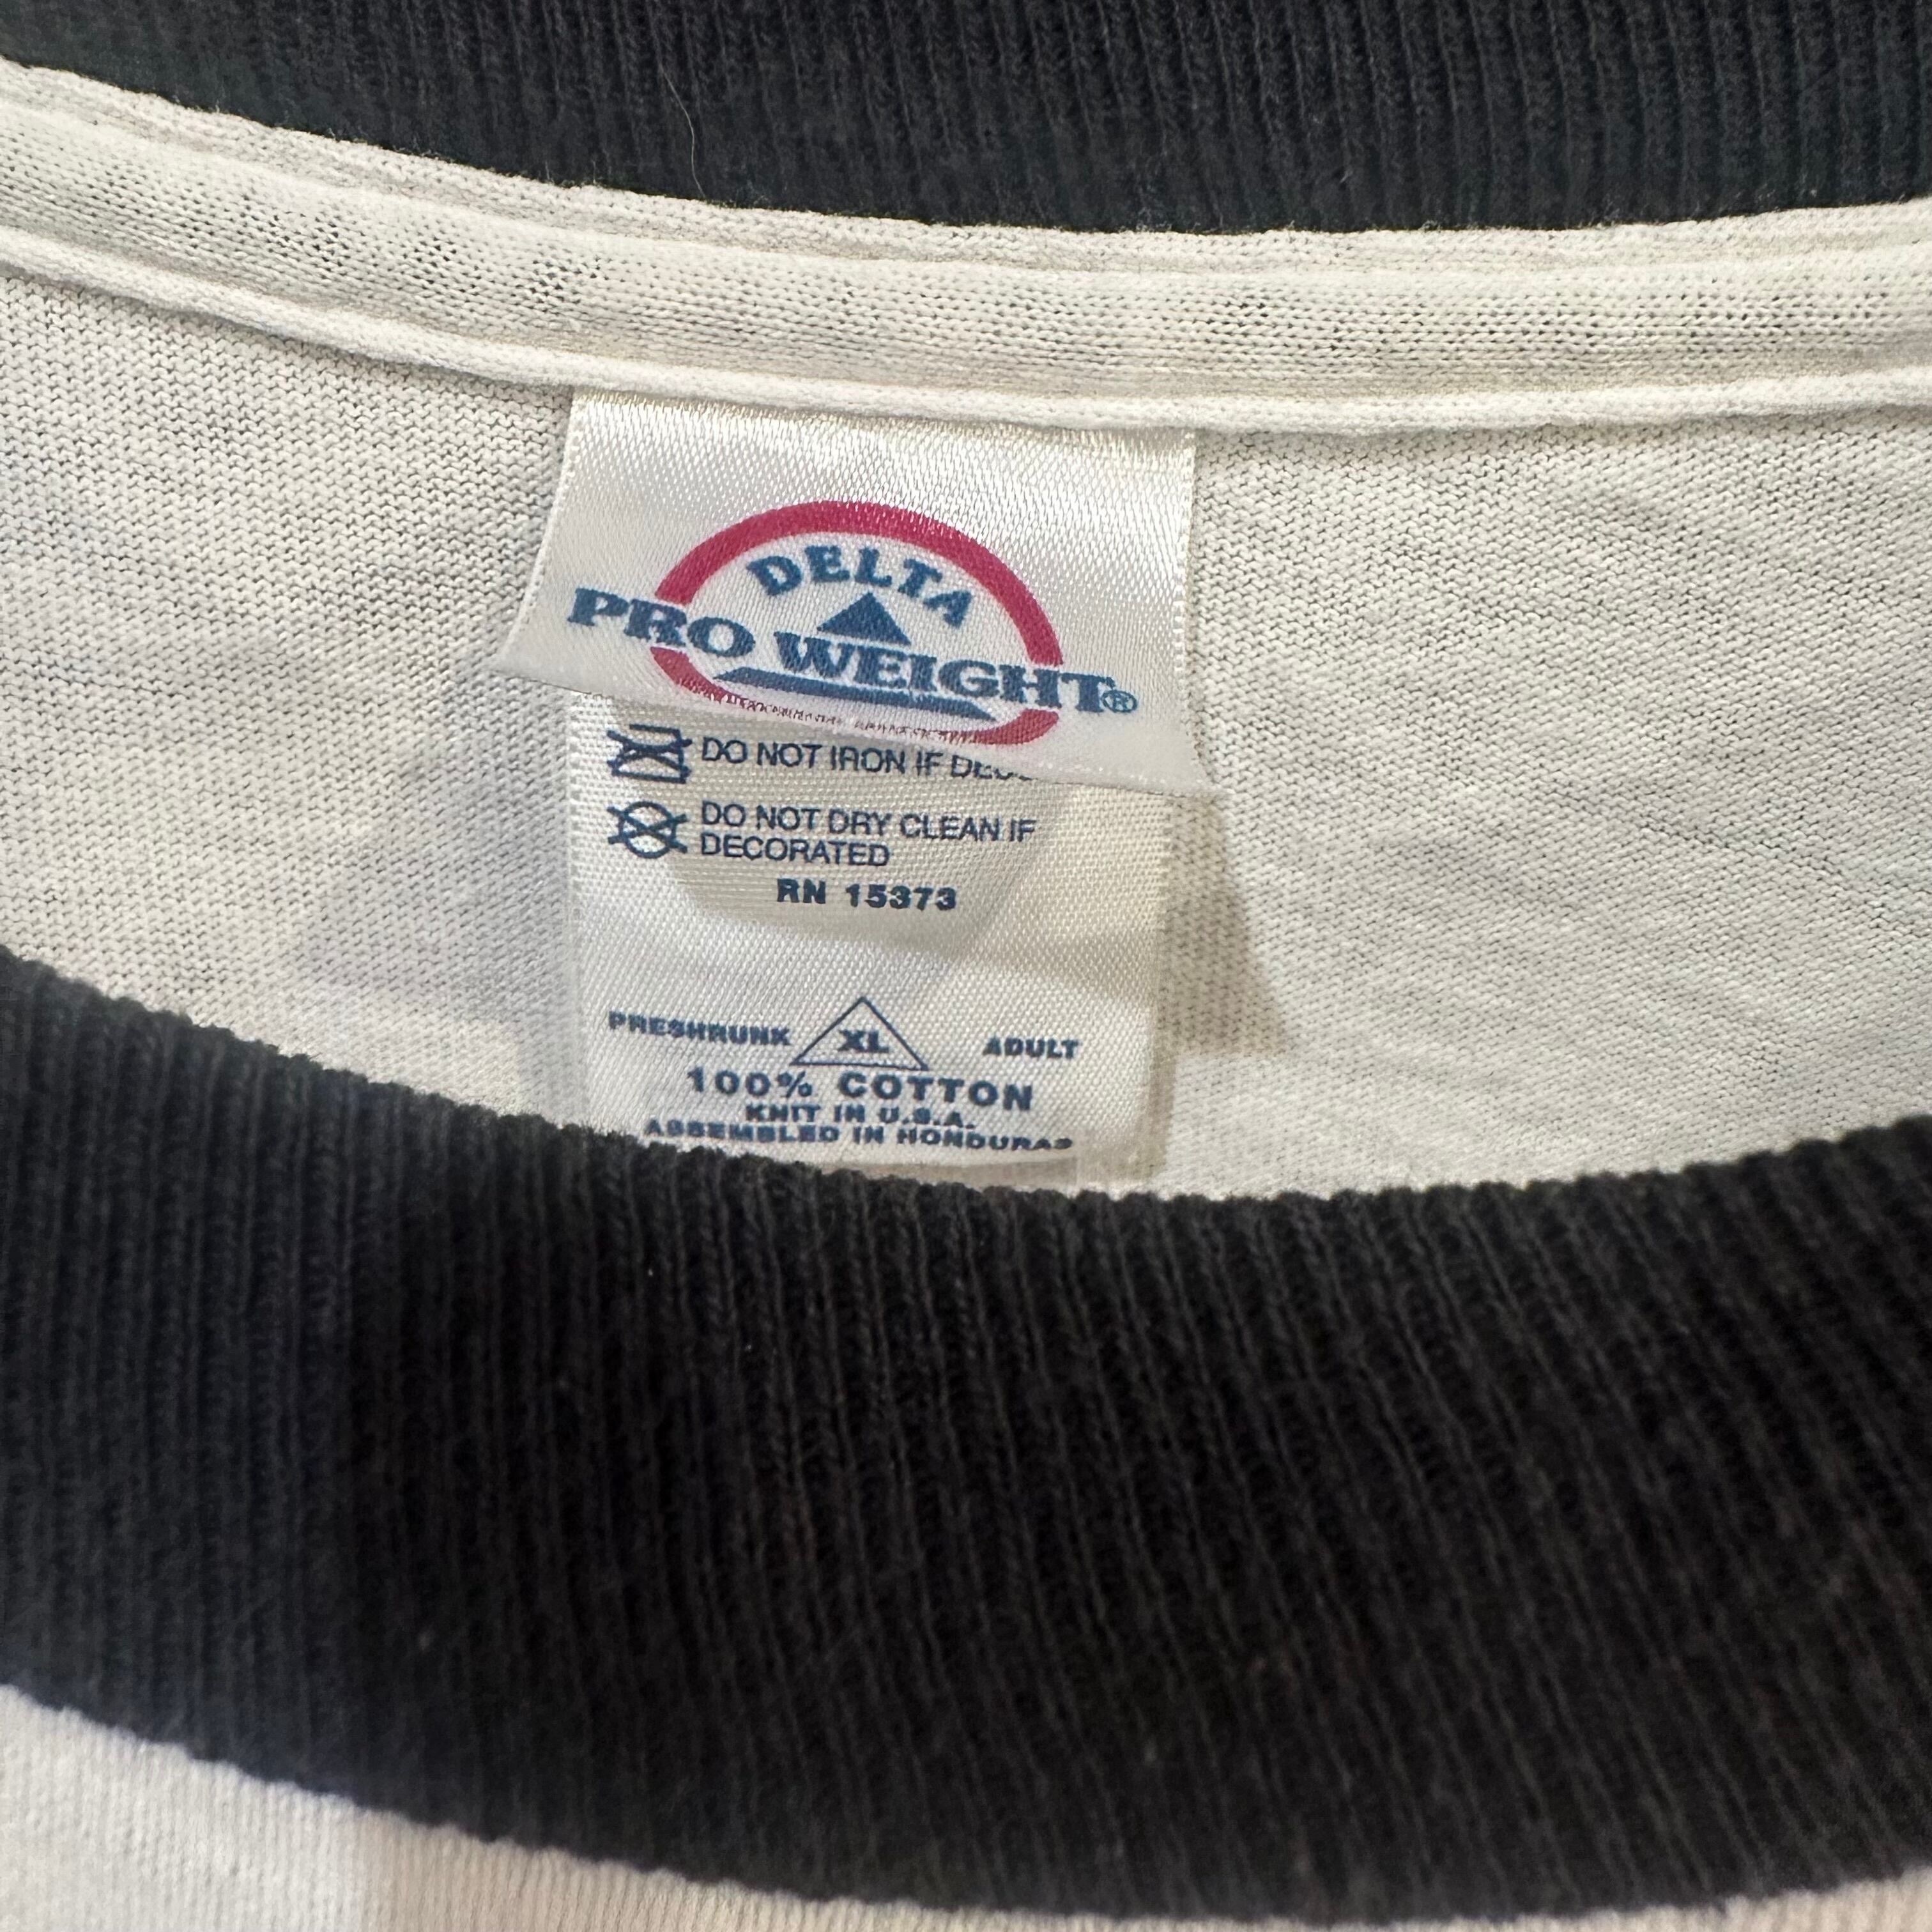 DELTA
PRO WEIGHT®
DO NOT IRON IF
DO NOT DRY CLEAN IF
DECORATED
RN 15373
PRESHRUNK XL ADULT
100% COTTON
KNIT IN U.S.A.
ASSEMBLED IN HONDURAS